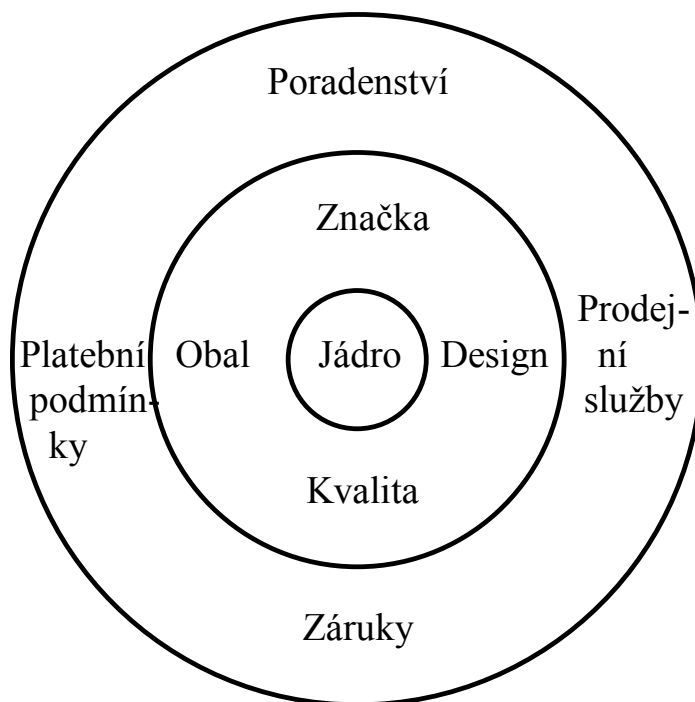 Poradenství
Značka
Prodej-
ní
služby
Platební
podmín-
ky
Obal
Jádro
Design
Kvalita
Záruky